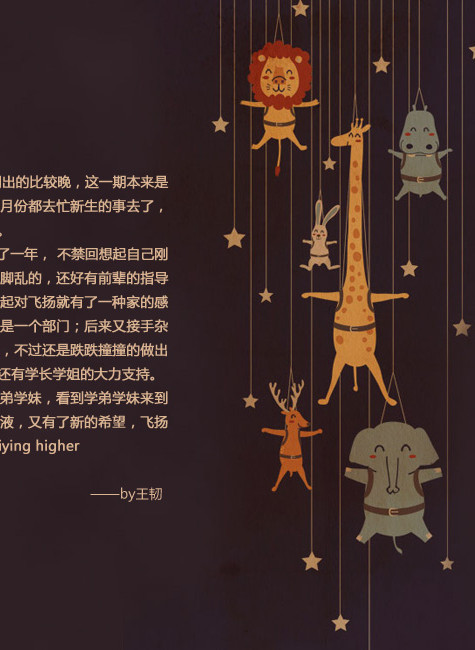 出的比较晚，这一期本来是
月份都去忙新生的事去了，
。
了一年， 不禁回想起自己刚
脚乱的，还好有前辈的指导
起对飞扬就有了一种家的感
是一个部门；后来又接手杂
，不过还是跌跌撞撞的做出
还有学长学姐的大力支持。
弟学妹，看到学弟学妹来到
液，又有了新的希望，飞扬
iying higher
——by王韧